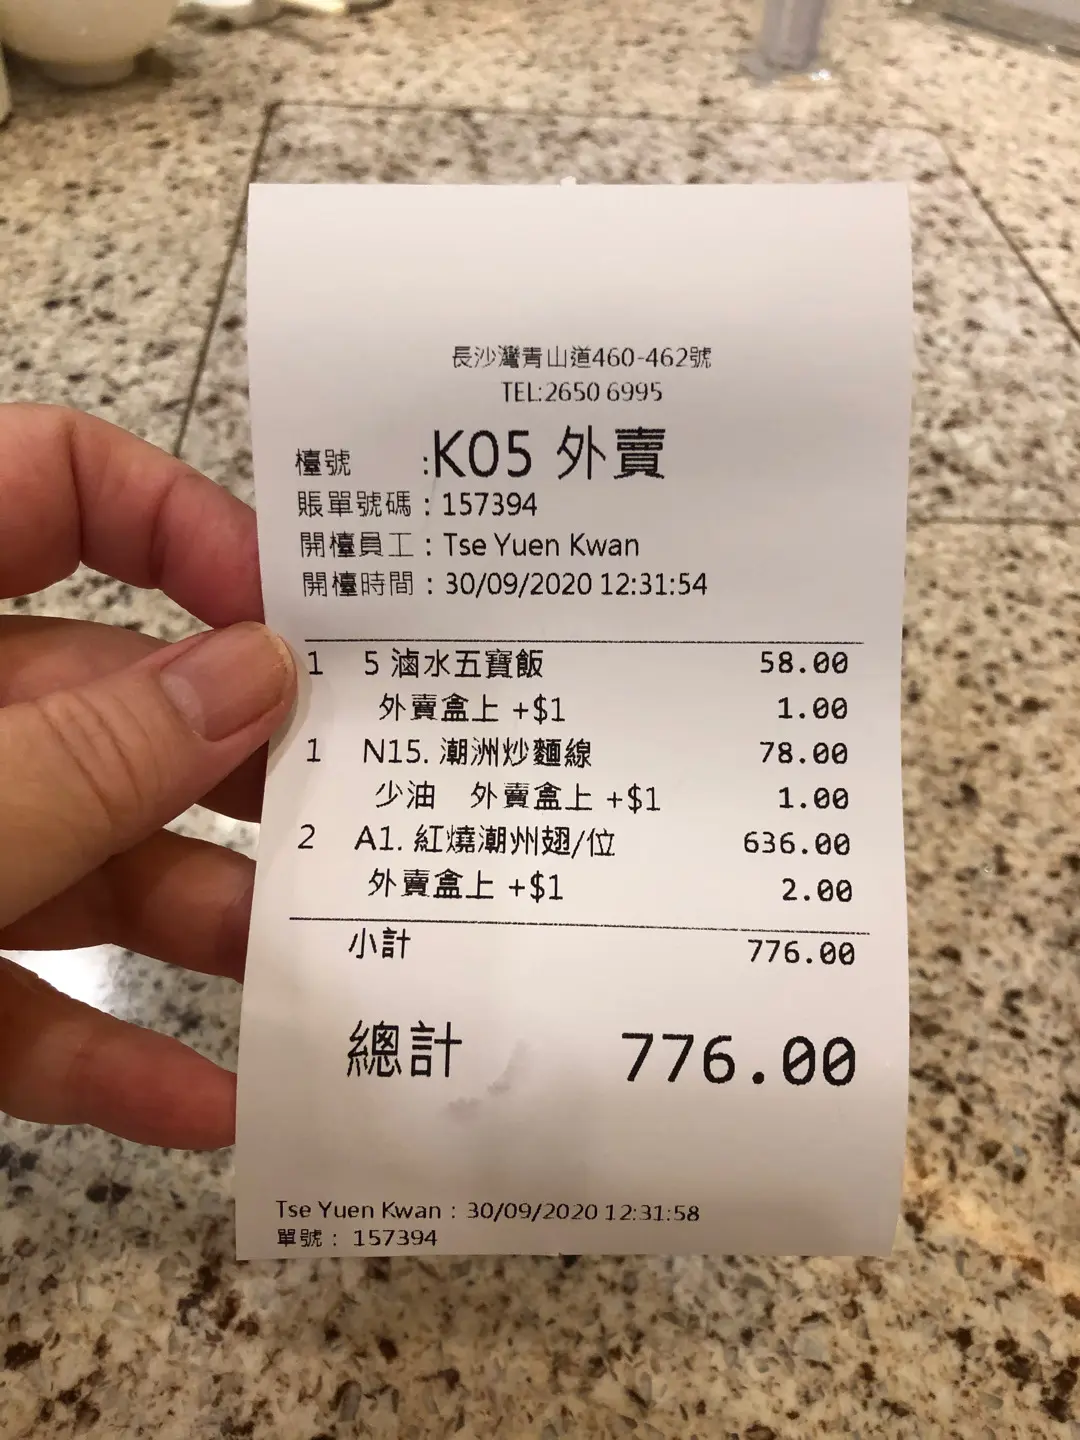 長沙灣青山道460-462號
TEL:2650 6995
檯號 :K05 外賣
賬單號碼 : 157394
開檯員工 : Tse Yuen Kwan
開檯時間 : 30/09/2020 12:31:54
1 5 滷水五寶飯 58.00
外賣盒上 +$1 1.00
1 N15. 潮洲炒麵線 78.00
少油 外賣盒上 +$1 1.00
2 A1. 紅燒潮州翅/位 636.00
外賣盒上 +$1 2.00
小計 776.00
總計 776.00
Tse Yuen Kwan : 30/09/2020 12:31:58
單號 : 157394